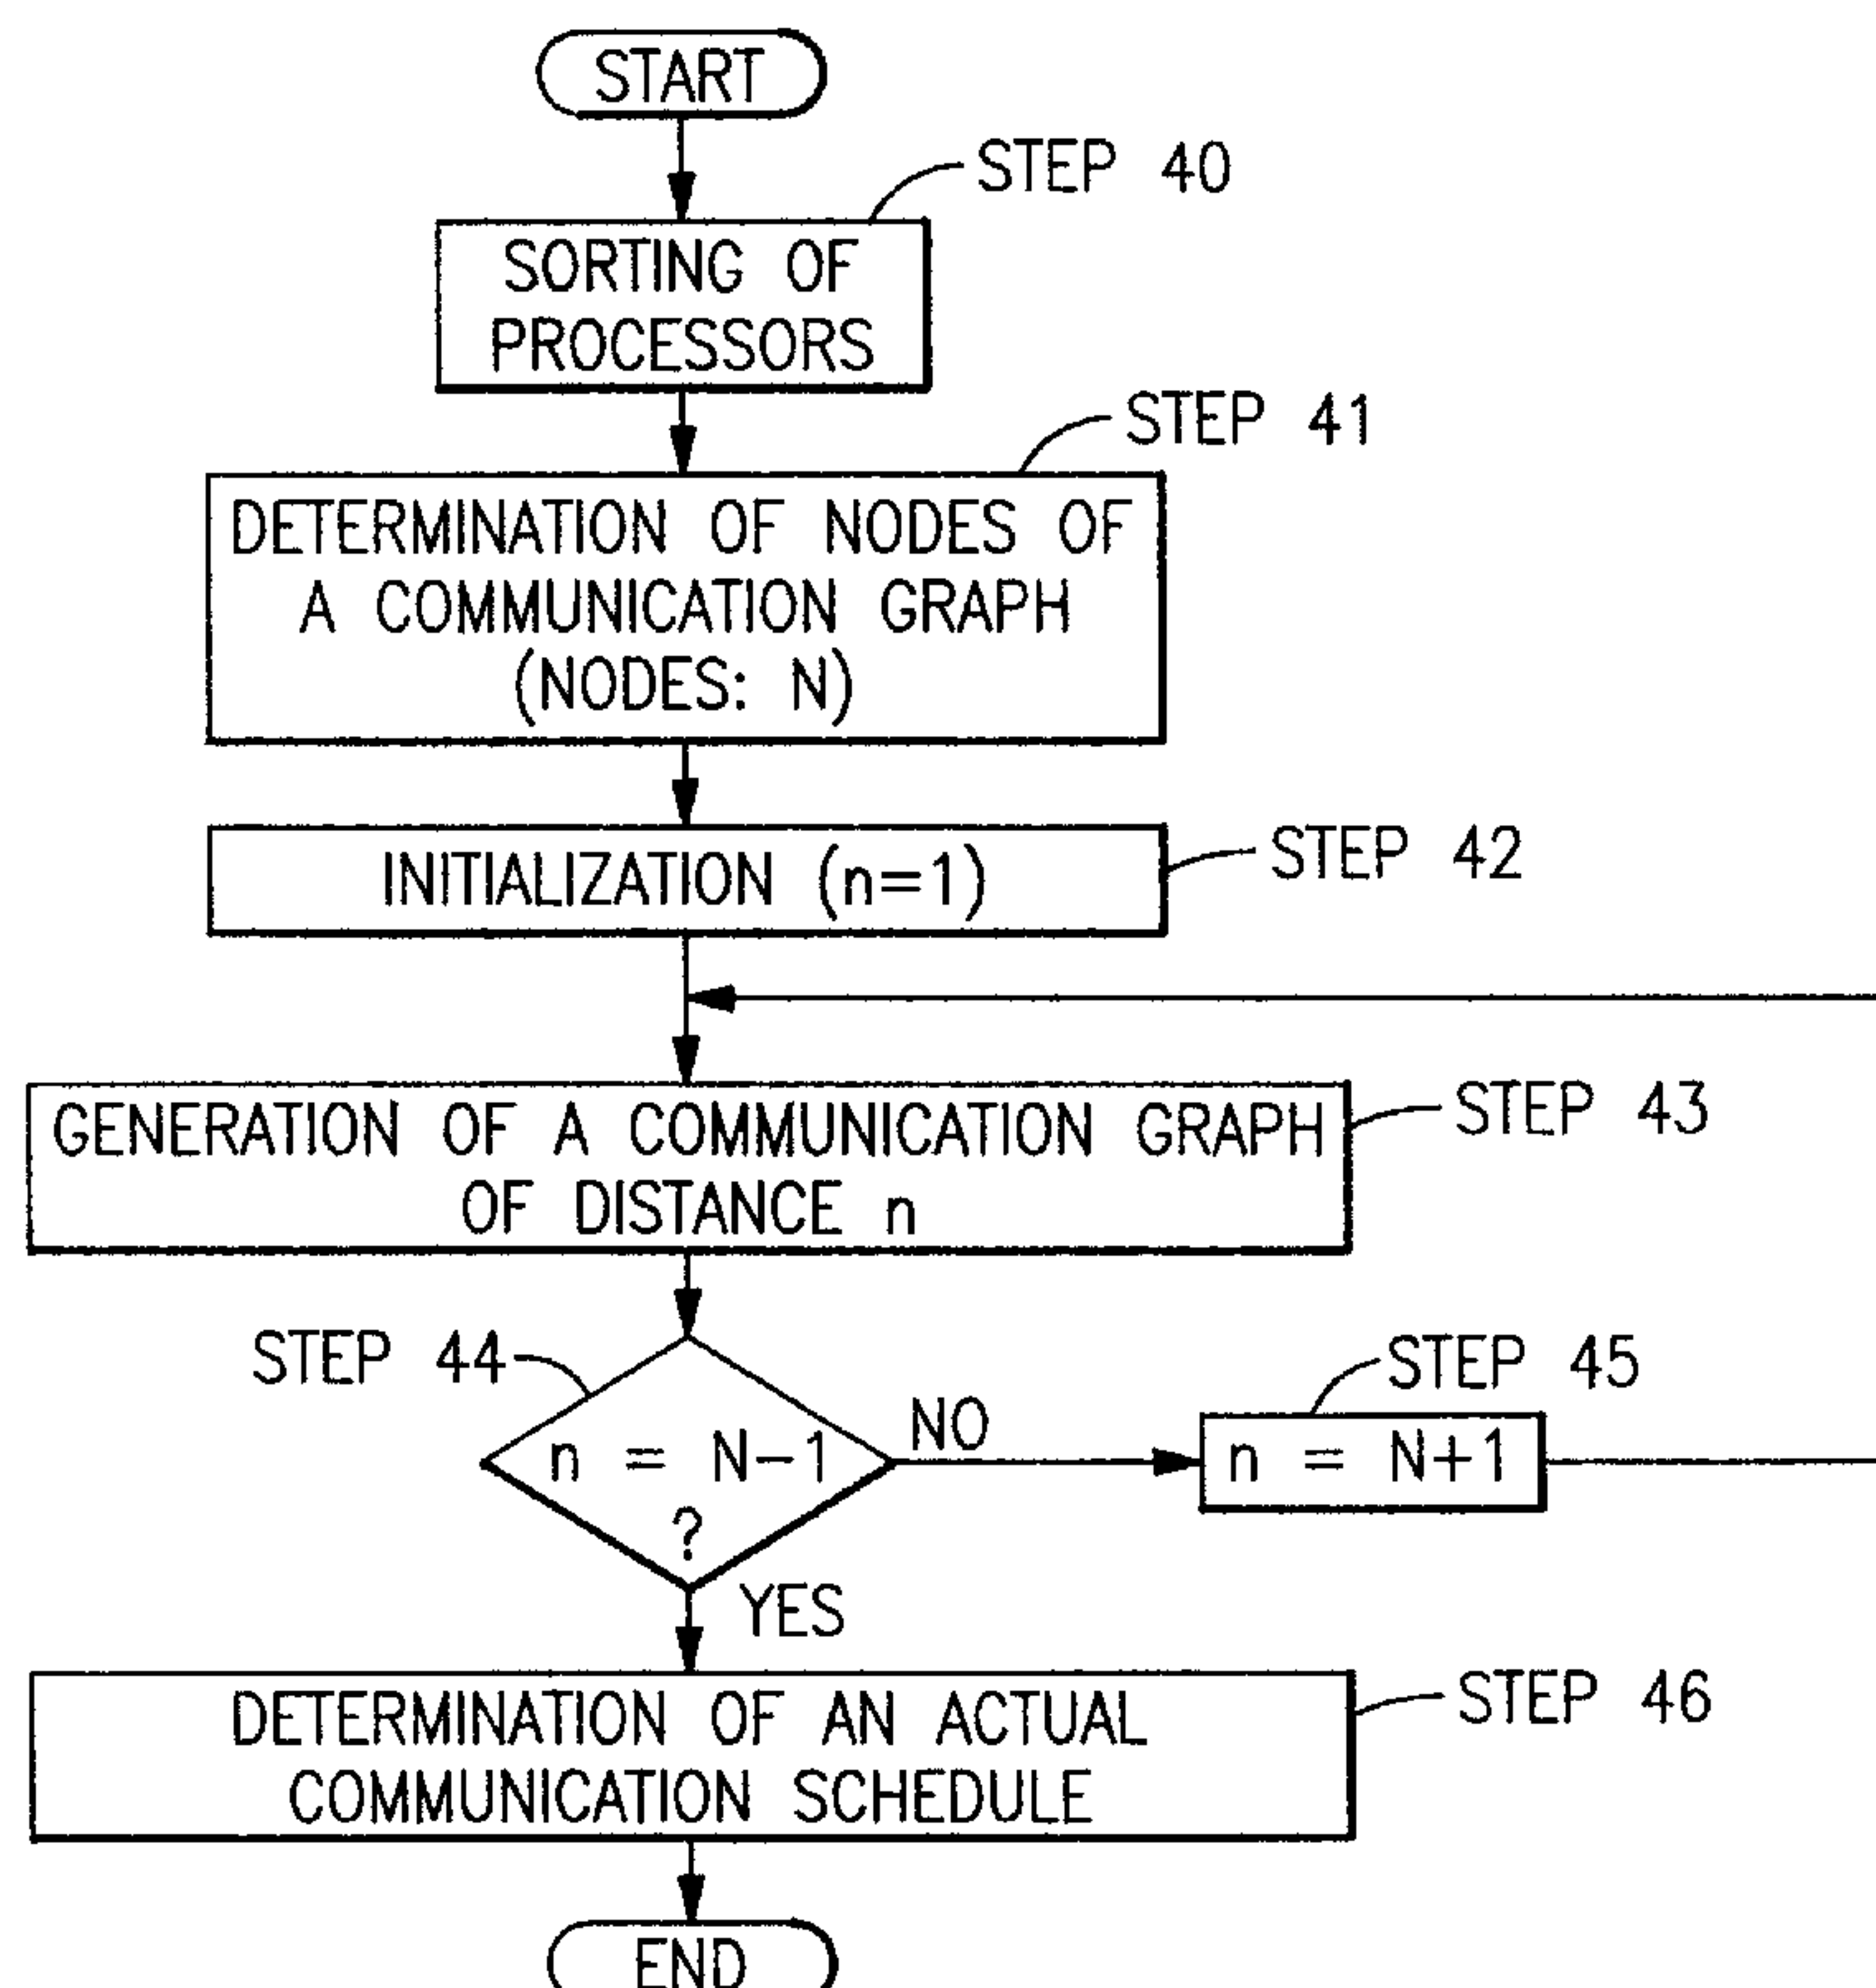 START
STEP 40
SORTING OF
PROCESSORS
STEP 41
DETERMINATION OF NODES OF
A COMMUNICATION GRAPH
(NODES: N)
INITIALIZATION (n=1)
STEP 42
GENERATION OF A COMMUNICATION GRAPH
OF DISTANCE n
STEP 43
STEP 44
n = N-1
?
NO
STEP 45
n = N+1
YES
DETERMINATION OF AN ACTUAL
COMMUNICATION SCHEDULE
STEP 46
END